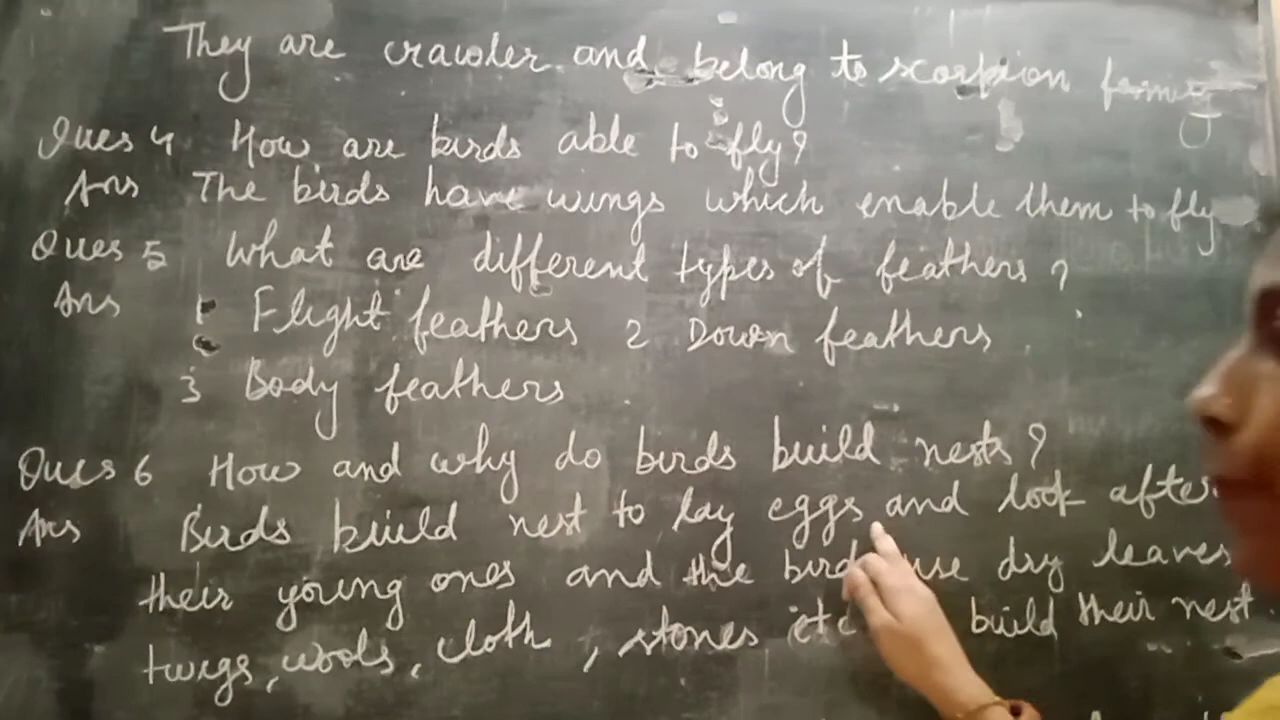 They are crawler and belong to scorpion family
Ques 4 How are birds able to fly?
Ans The birds have wings which enable them to fly
Ques 5 What are different types of feathers?
Ans 1 Flight feathers 2 Down feathers
3 Body feathers
Ques 6 How and why do birds build nests?
Ans Birds build nest to lay eggs and look after
their young ones and the bird use dry leaves
twigs, wools, cloth, stones etc build their nest.